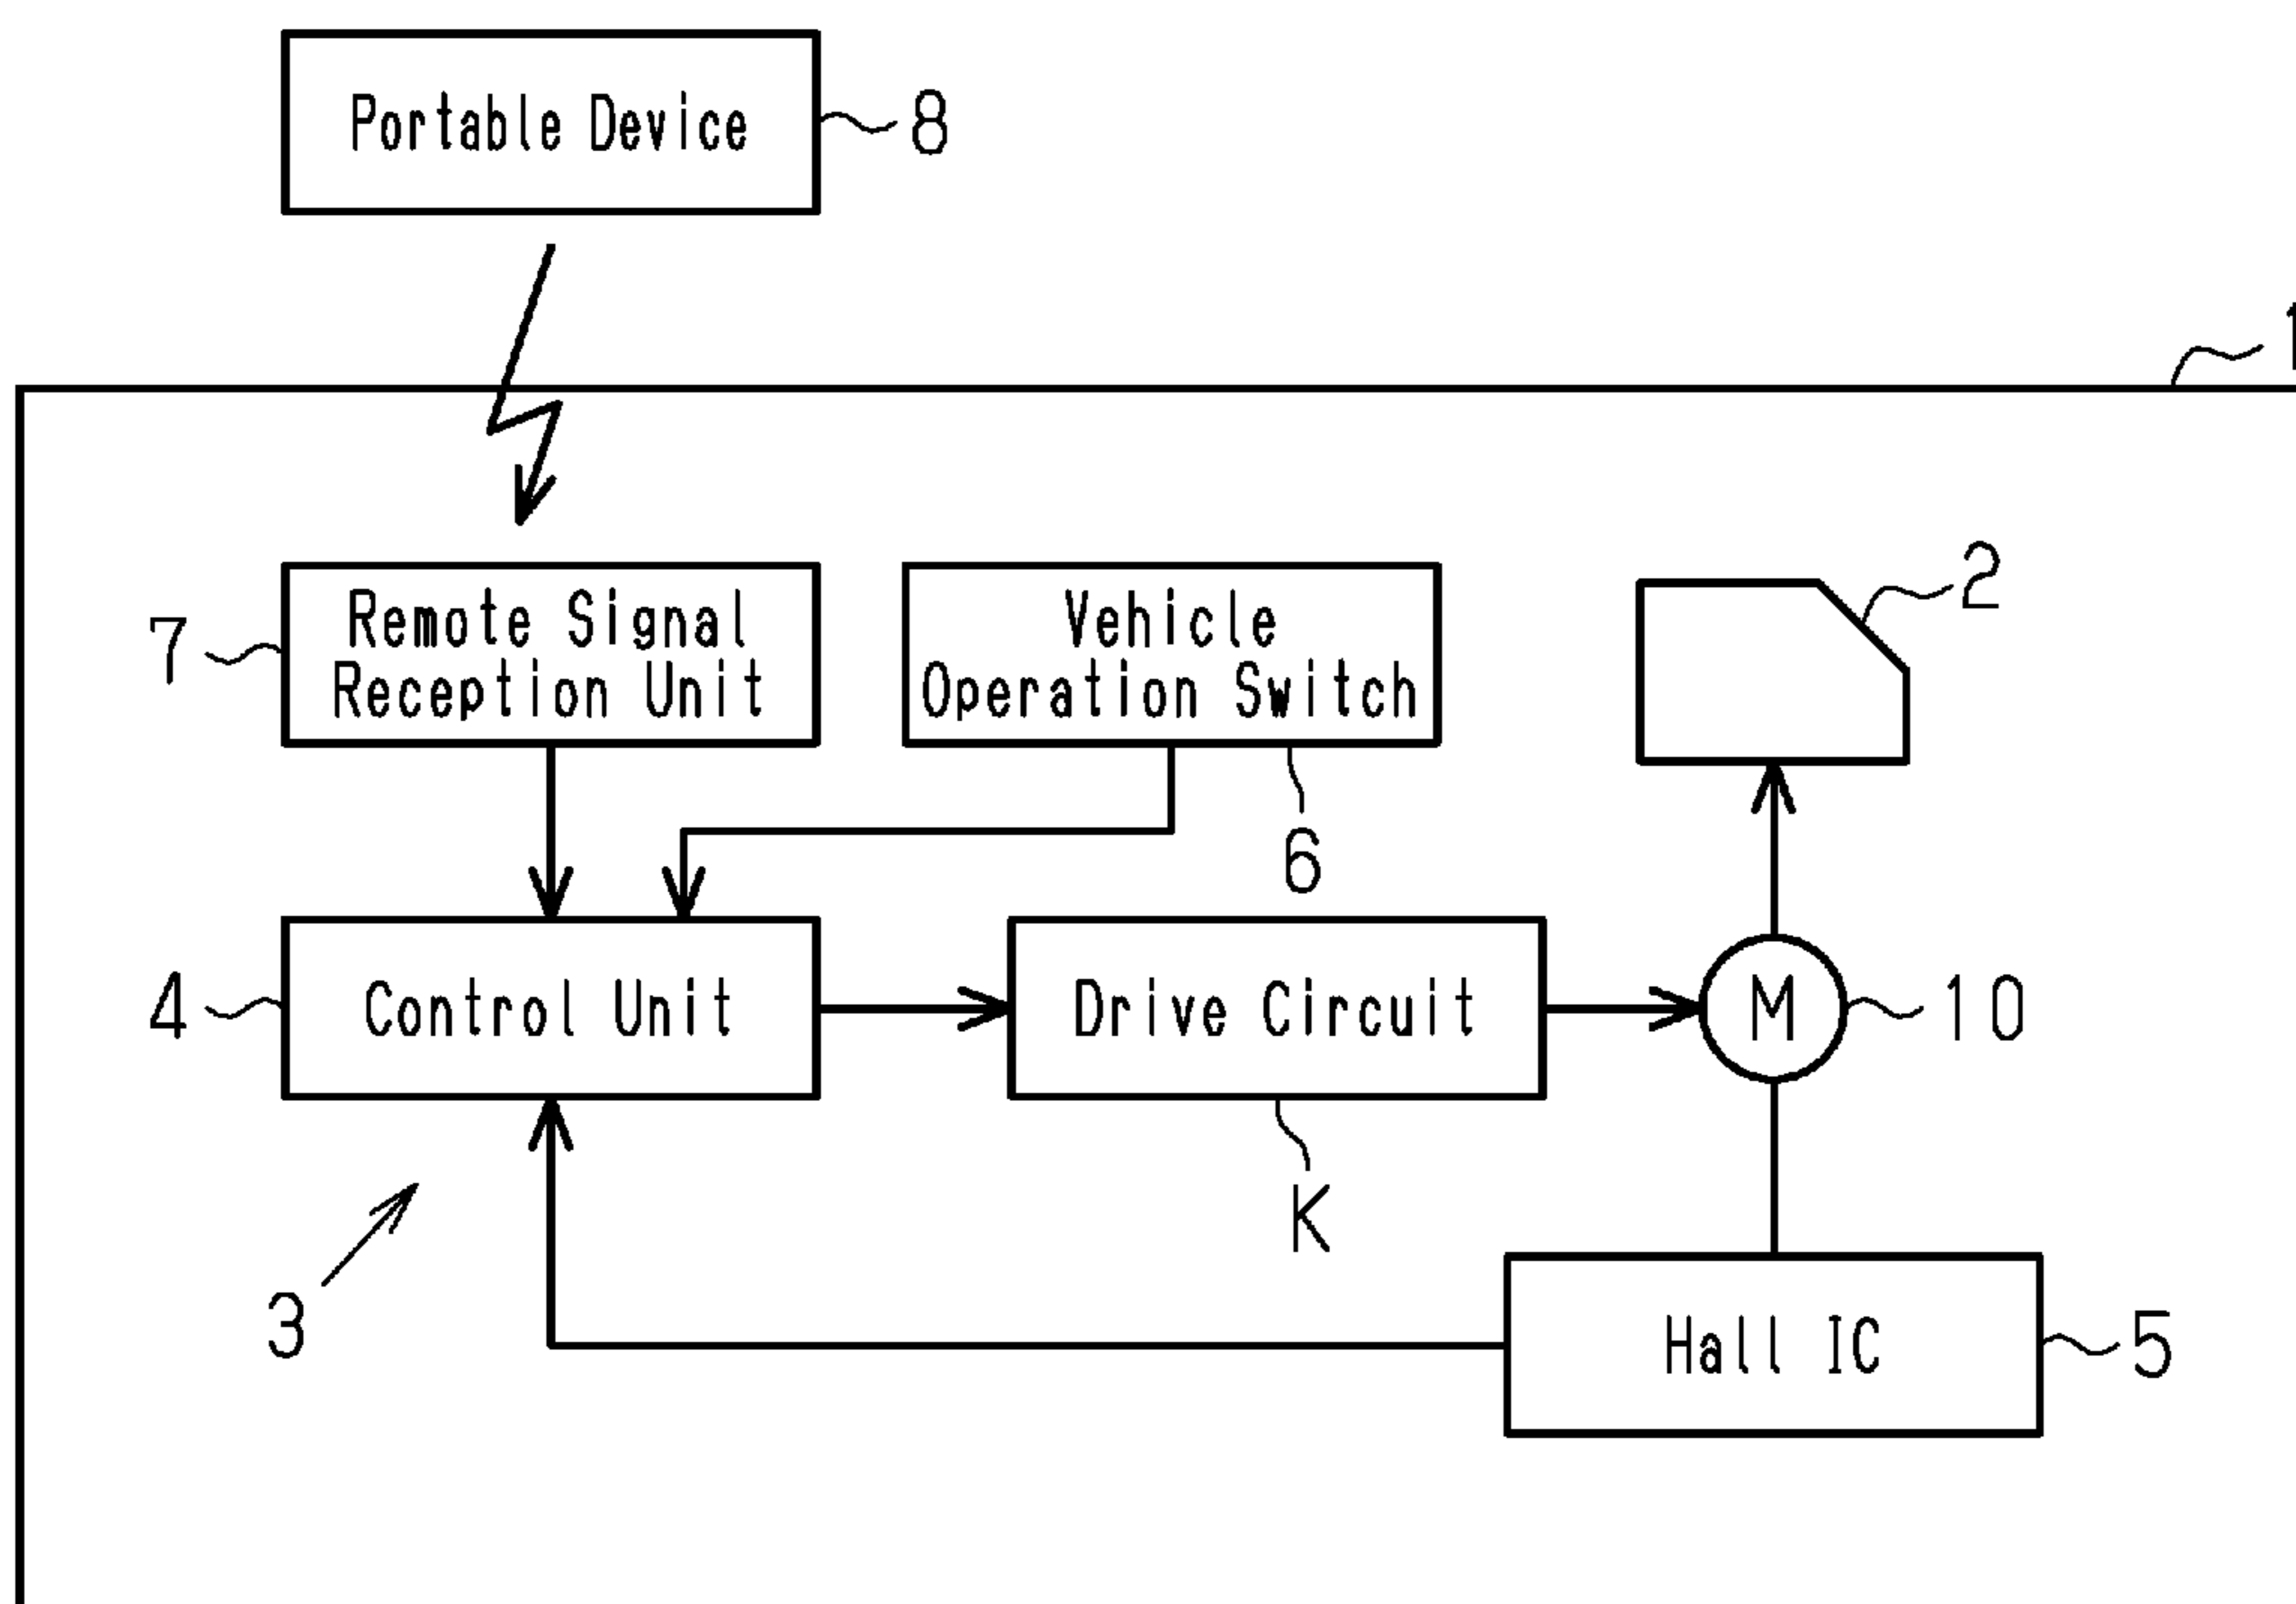 Portable Device
8
1
2
7
Remote Signal
Reception Unit
Vehicle
Operation Switch
6
4
Control Unit
Drive Circuit
M
10
K
3
Hall IC
5